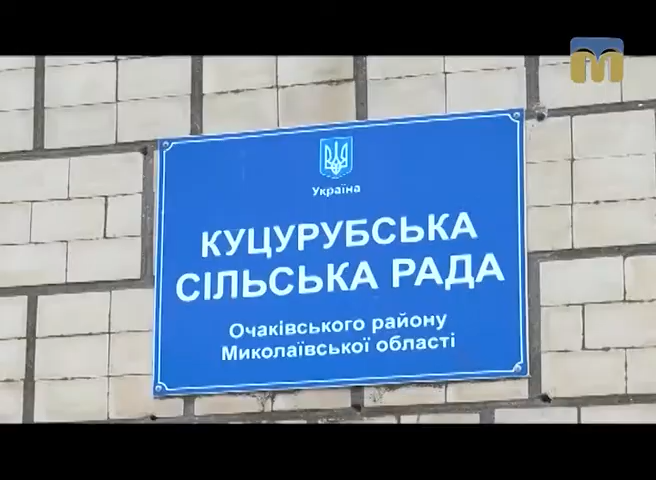 Україна
КУЦУРУБСЬКА
СІЛЬСЬКА РАДА
Очаківського району
Миколаївської області